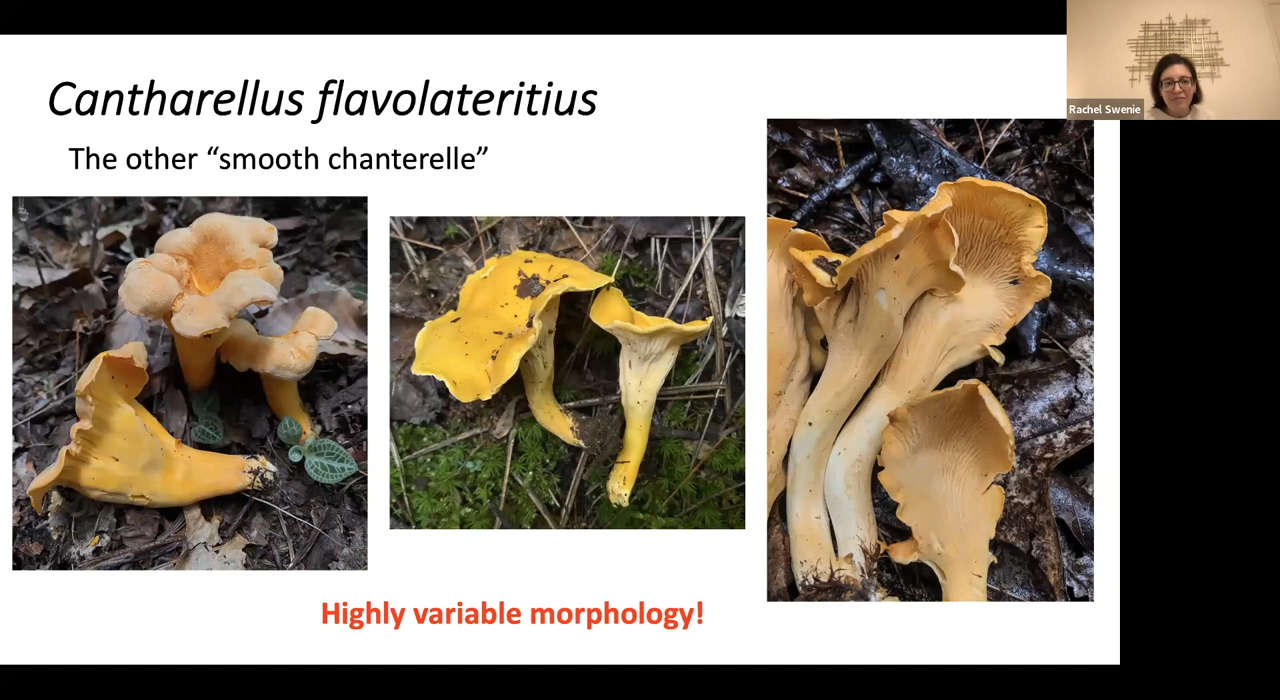 Cantharellus flavolateritius
The other “smooth chanterelle”
Rachel Swenie
Highly variable morphology!